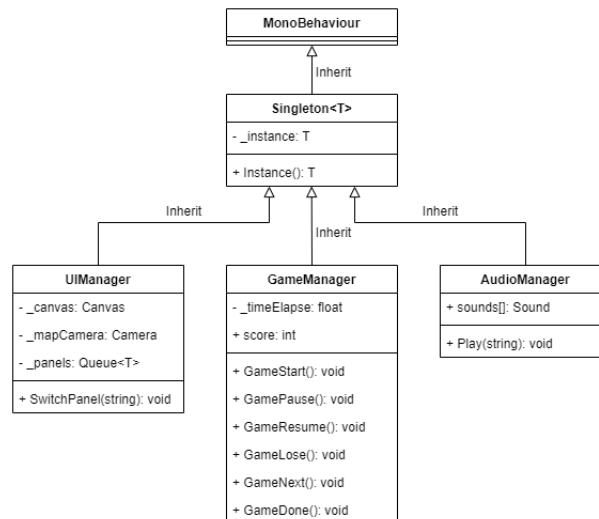 MonoBehaviour
Inherit
Singleton<T>
- _instance: T
+ Instance(): T
Inherit
Inherit
Inherit
UIManager
- _canvas: Canvas
- _mapCamera: Camera
- _panels: Queue<T>
+ SwitchPanel(string): void
GameManager
- _timeElapse: float
+ score: int
+ GameStart(): void
+ GamePause(): void
+ GameResume(): void
+ GameLose(): void
+ GameNext(): void
+ GameDone(): void
AudioManager
+ sounds[]: Sound
+ Play(string): void